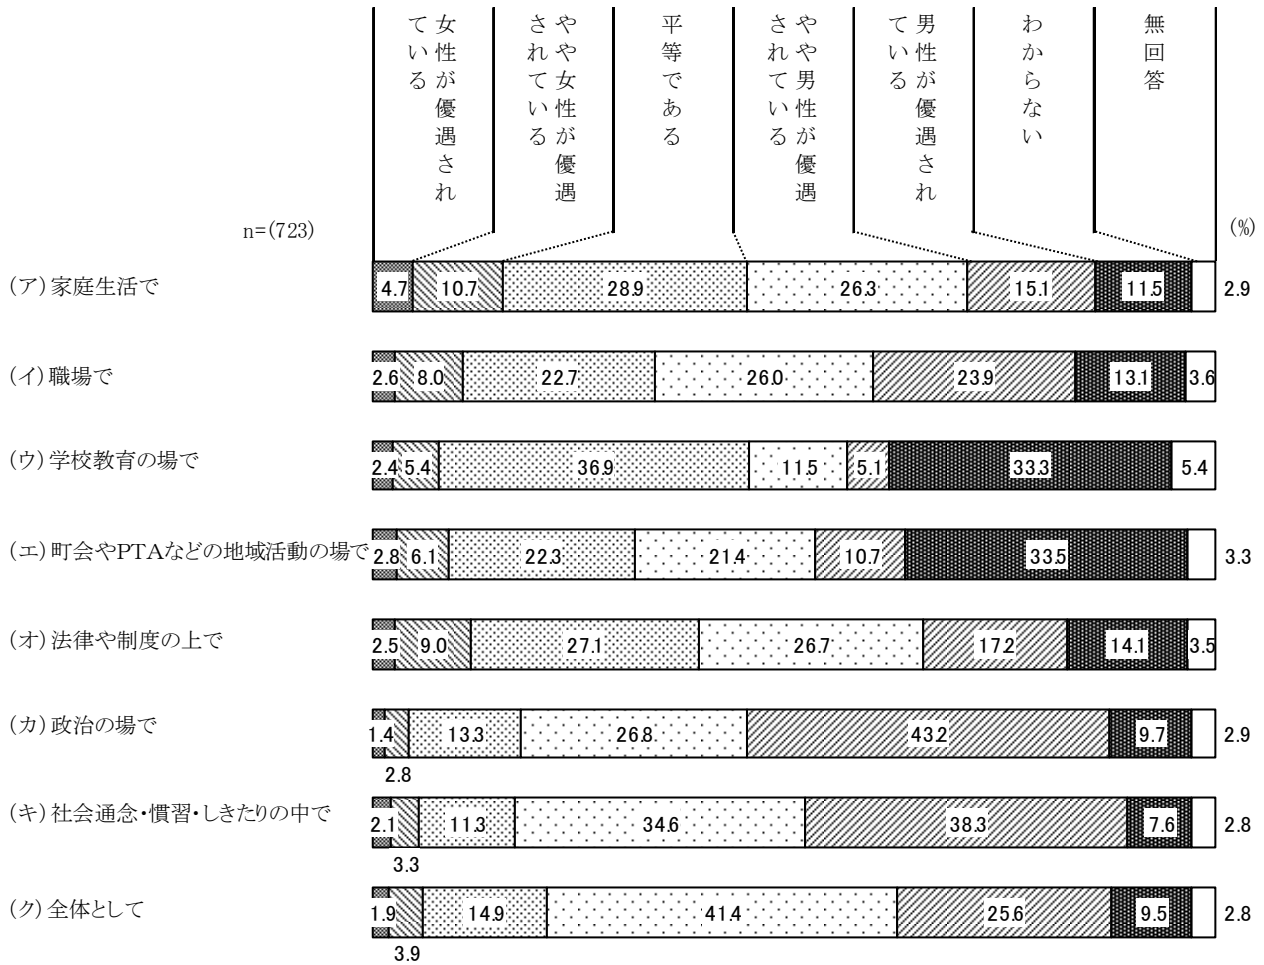 女性が優遇され
ている
やや女性が優遇
されている
平等である
やや男性が優遇
されている
男性が優遇され
ている
わからない
無回答
n=(723)
(%)
(ア)家庭生活で
4.7 10.7 28.9 26.3 15.1 11.5 2.9
(イ)職場で
2.6 8.0 22.7 26.0 23.9 13.1 3.6
(ウ)学校教育の場で
2.4 5.4 36.9 11.5 5.1 33.3 5.4
(エ)町会やPTAなどの地域活動の場で
2.8 6.1 22.3 21.4 10.7 33.5 3.3
(オ)法律や制度の上で
2.5 9.0 27.1 26.7 17.2 14.1 3.5
(カ)政治の場で
1.4 13.3 26.8 43.2 9.7 2.9
2.8
(キ)社会通念・慣習・しきたりの中で
2.1 11.3 34.6 38.3 7.6 2.8
3.3
(ク)全体として
1.9 14.9 41.4 25.6 9.5 2.8
3.9